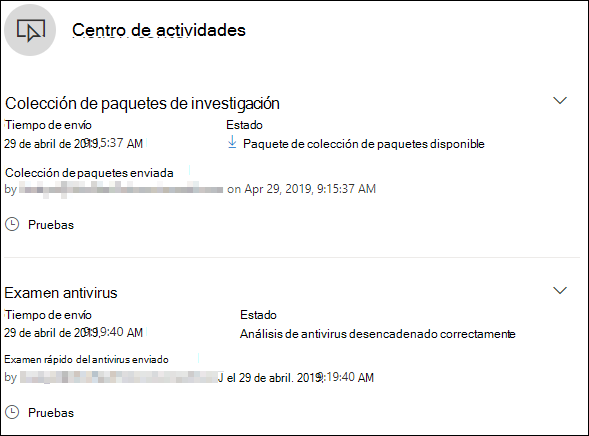 Centro de actividades
Colección de paquetes de investigación
Tiempo de envío Estado
29 de abril de 2019, 9:15:37 AM Paquete de colección de paquetes disponible
Colección de paquetes enviada
by on Apr 29, 2019, 9:15:37 AM
Pruebas
Examen antivirus
Tiempo de envío Estado
29 de abril de 2019, 9:19:40 AM Análisis de antivirus desencadenado correctamente
Examen rápido del antivirus enviado
by el 29 de abril. 2019, 9:19:40 AM
Pruebas